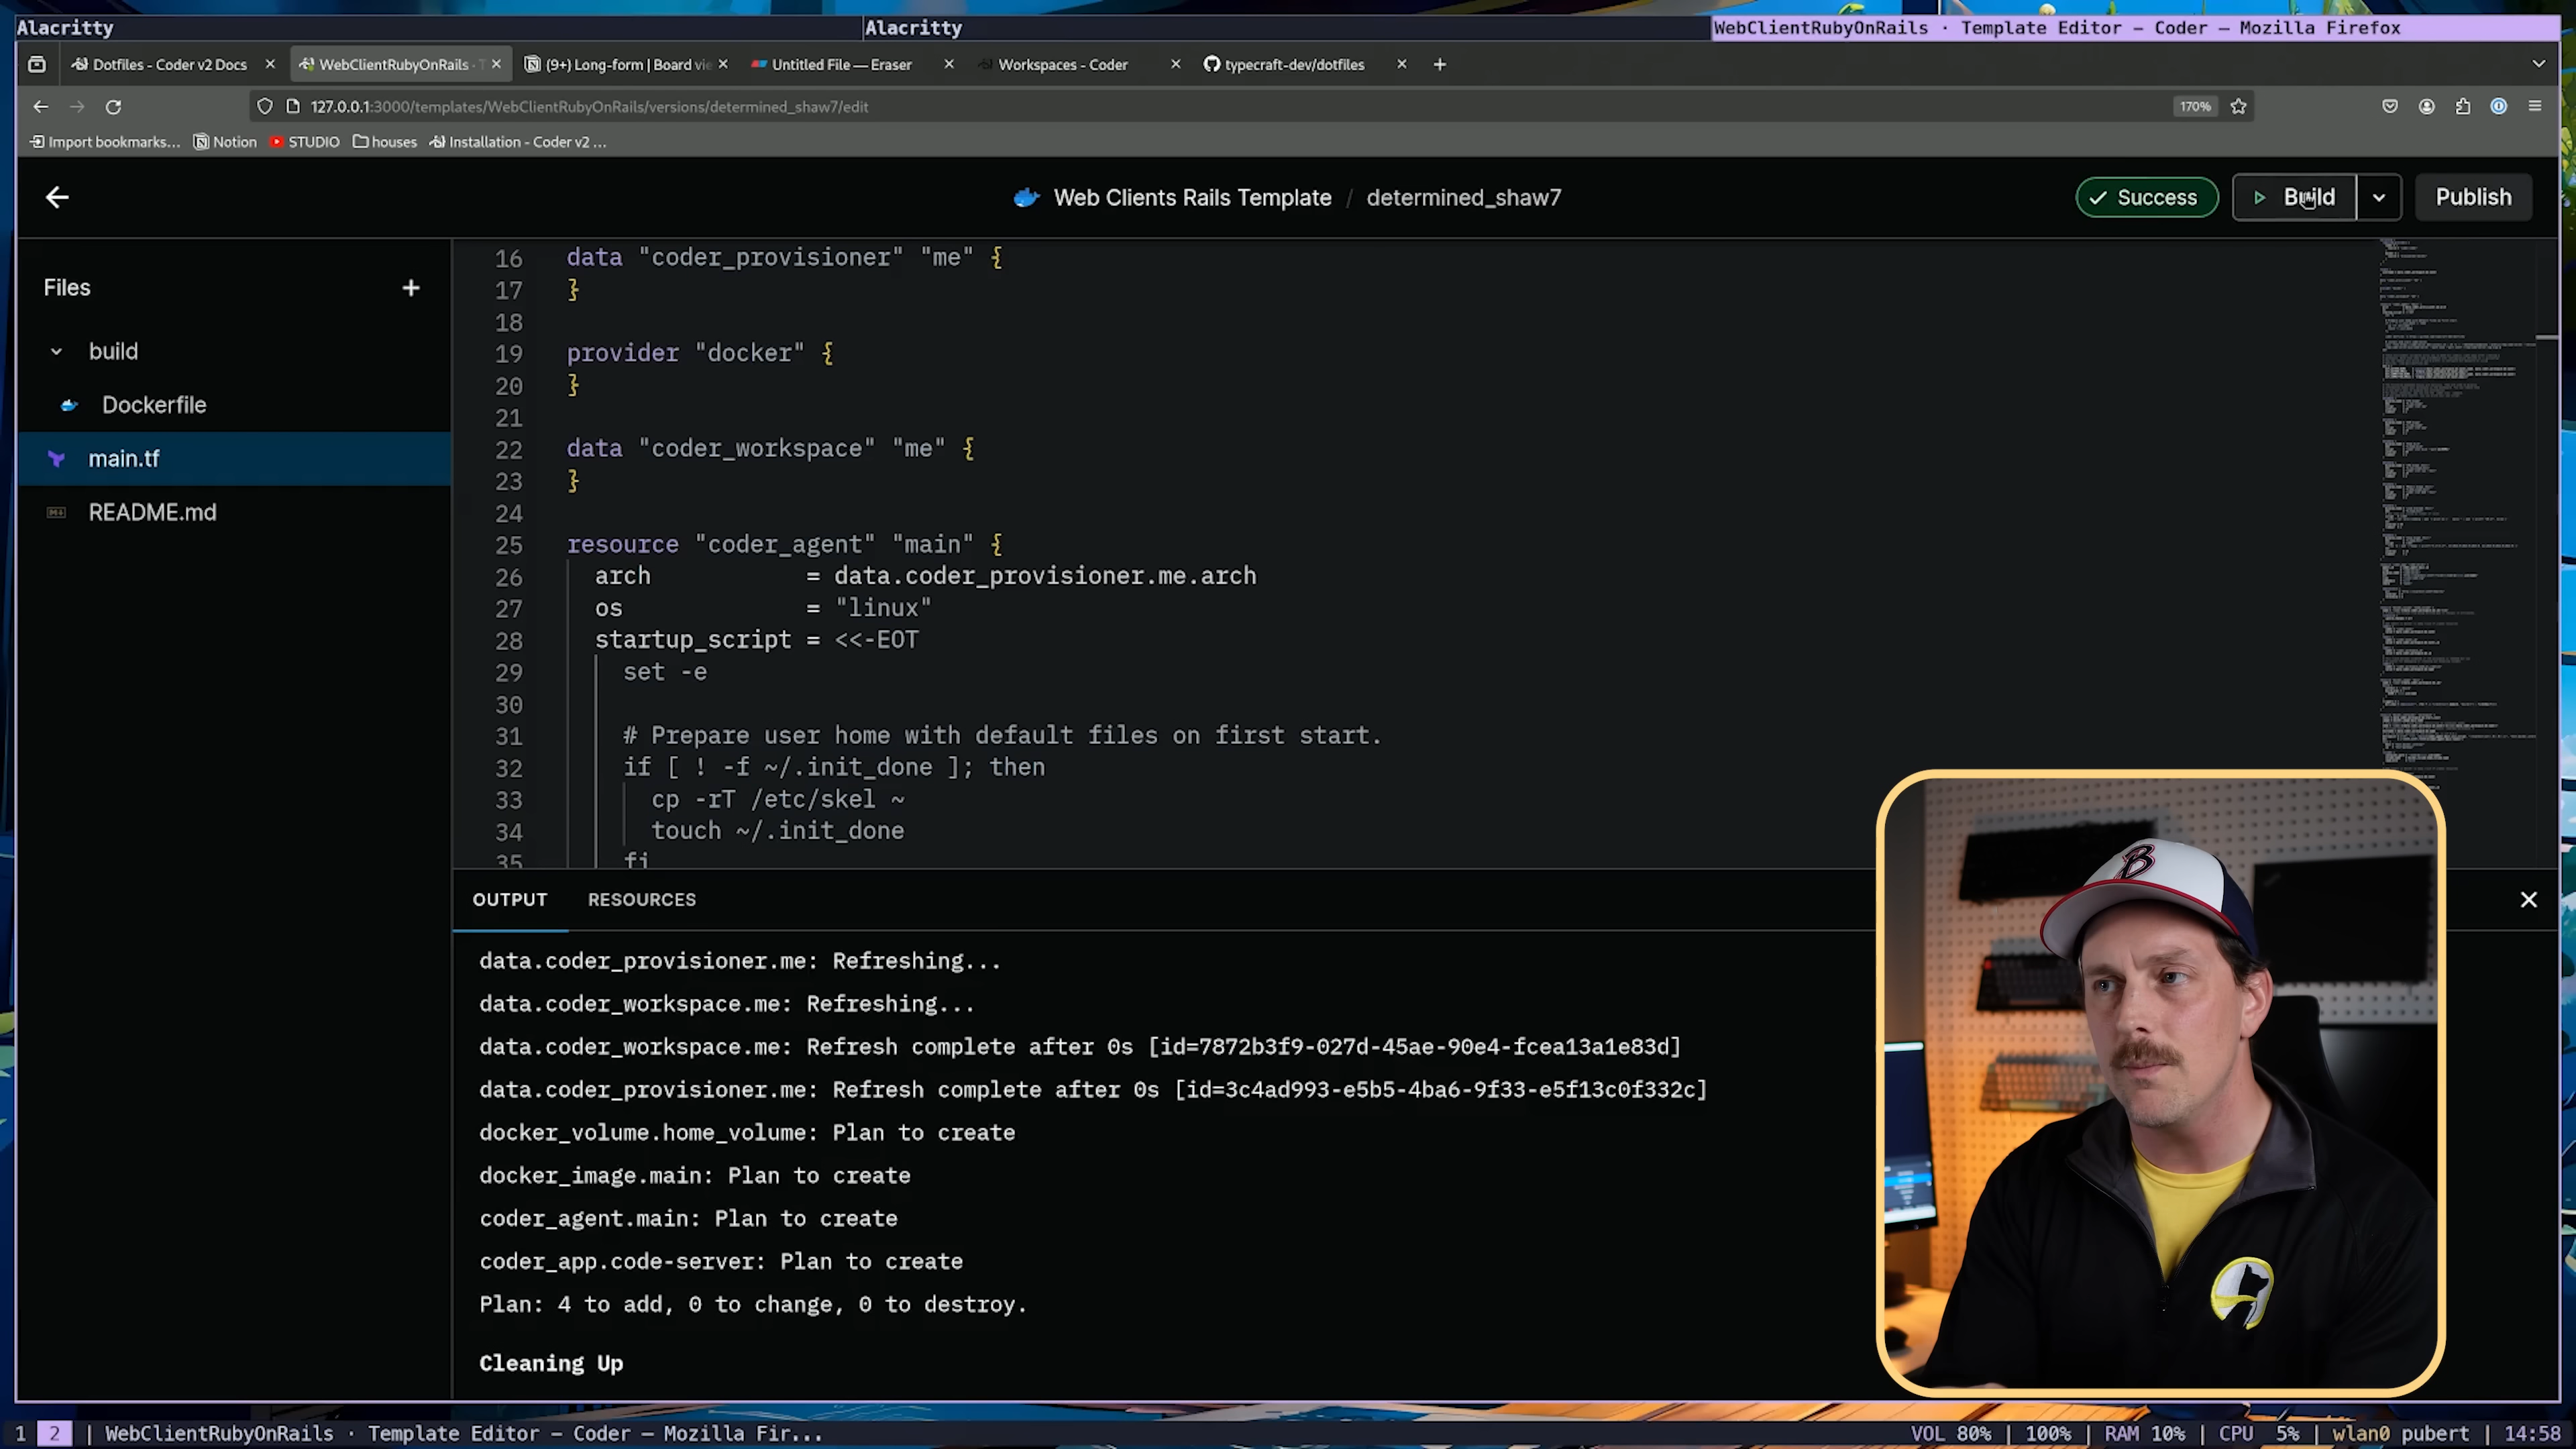 Alacritty
Alacritty
WebClientRubyOnRails · Template Editor — Coder — Mozilla Firefox
Dotfiles - Coder v2 Docs
WebClientRubyOnRails · T
(9+) Long-form | Board vie
Untitled File — Eraser
Workspaces - Coder
typecraft-dev/dotfiles
127.0.0.1:3000/templates/WebClientRubyOnRails/versions/determined_shaw7/edit
170%
Import bookmarks...
Notion
STUDIO
houses
Installation - Coder v2 ...
Web Clients Rails Template / determined_shaw7
Success
Build
Publish
Files
build
Dockerfile
main.tf
README.md
16 data "coder_provisioner" "me" {
17 }
18
19 provider "docker" {
20 }
21
22 data "coder_workspace" "me" {
23 }
24
25 resource "coder_agent" "main" {
26 arch = data.coder_provisioner.me.arch
27 os = "linux"
28 startup_script = <<-EOT
29 set -e
30
31 # Prepare user home with default files on first start.
32 if [ ! -f ~/.init_done ]; then
33 cp -rT /etc/skel ~
34 touch ~/.init_done
35 fi
OUTPUT
RESOURCES
data.coder_provisioner.me: Refreshing...
data.coder_workspace.me: Refreshing...
data.coder_workspace.me: Refresh complete after 0s [id=7872b3f9-027d-45ae-90e4-fcea13a1e83d]
data.coder_provisioner.me: Refresh complete after 0s [id=3c4ad993-e5b5-4ba6-9f33-e5f13c0f332c]
docker_volume.home_volume: Plan to create
docker_image.main: Plan to create
coder_agent.main: Plan to create
coder_app.code-server: Plan to create
Plan: 4 to add, 0 to change, 0 to destroy.
Cleaning Up
B
1 2 | WebClientRubyOnRails · Template Editor — Coder — Mozilla Fir...
VOL 80% | 100% | RAM 10% | CPU 5% | wlan0 pubert | 14:58